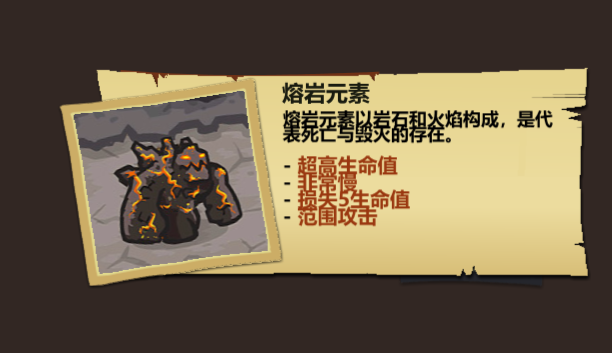 熔岩元素
熔岩元素以岩石和火焰构成，是代
表死亡与毁灭的存在。
- 超高生命值
- 非常慢
- 损失5生命值
- 范围攻击